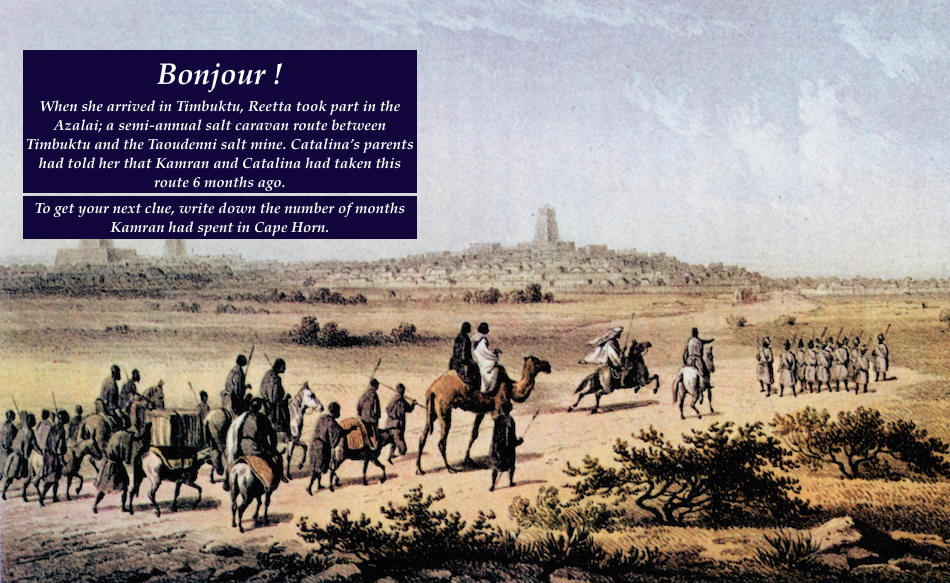 Bonjour !
When she arrived in Timbuktu, Reetta took part in the
Azalai; a semi-annual salt caravan route between
Timbuktu and the Taoudenni salt mine. Catalina's parents
had told her that Kamran and Catalina had taken this
route 6 months ago.
To get your next clue, write down the number of months
Kamran had spent in Cape Horn.